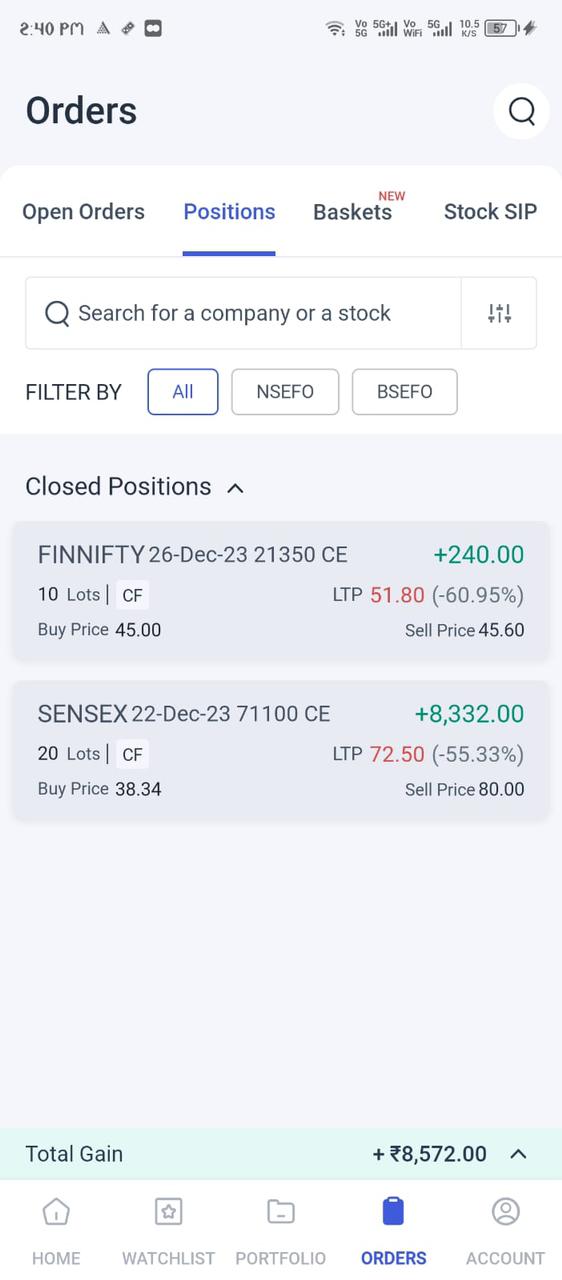 2:40 PM Vo 5G 5G+ Vo WiFi 5G 10.5 K/S 57
Orders
Open Orders Positions Baskets NEW Stock SIP
Search for a company or a stock
FILTER BY All NSEFO BSEFO
Closed Positions
FINNIFTY 26-Dec-23 21350 CE +240.00
10 Lots | CF LTP 51.80 (-60.95%)
Buy Price 45.00 Sell Price 45.60
SENSEX 22-Dec-23 71100 CE +8,332.00
20 Lots | CF LTP 72.50 (-55.33%)
Buy Price 38.34 Sell Price 80.00
Total Gain + ₹8,572.00
HOME WATCHLIST PORTFOLIO ORDERS ACCOUNT